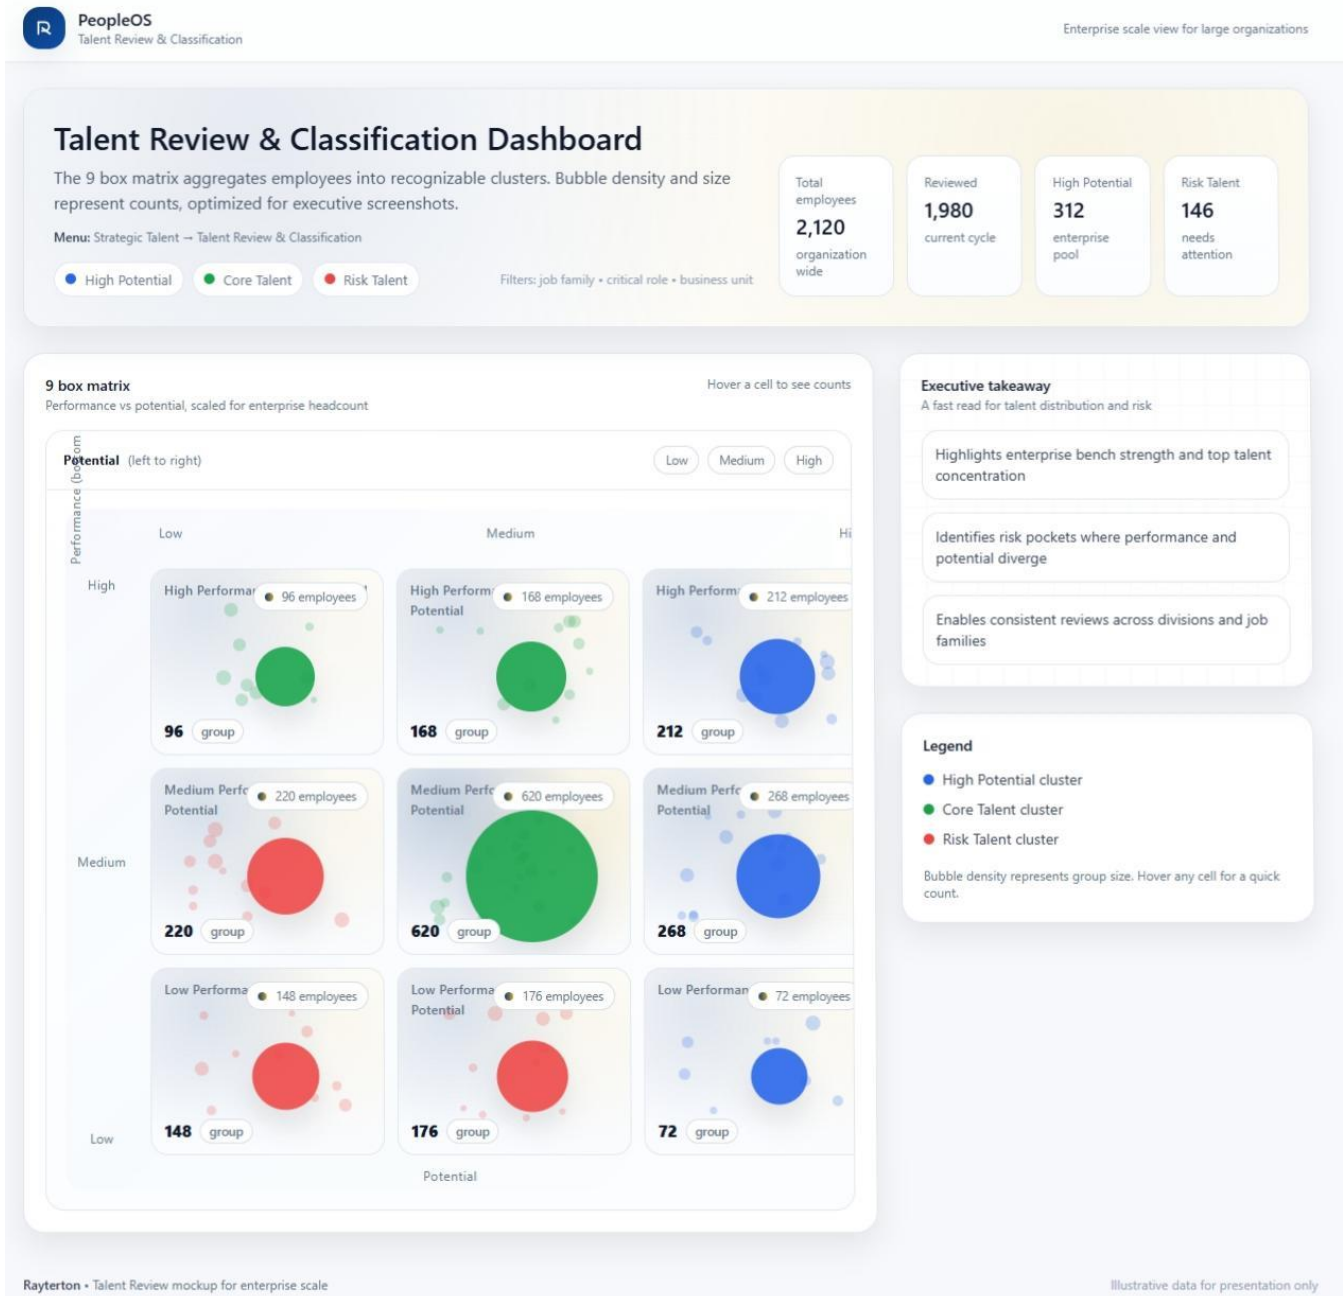 PeopleOS
Talent Review & Classification
Enterprise scale view for large organizations
Talent Review & Classification Dashboard
The 9 box matrix aggregates employees into recognizable clusters. Bubble density and size
represent counts, optimized for executive screenshots.
Menu: Strategic Talent → Talent Review & Classification
High Potential
Core Talent
Risk Talent
Filters: job family • critical role • business unit
Total
employees
2,120
organization
wide
Reviewed
1,980
current cycle
High Potential
312
enterprise
pool
Risk Talent
146
needs
attention
9 box matrix
Performance vs potential, scaled for enterprise headcount
Hover a cell to see counts
Potential (left to right)
Low
Medium
High
Performance
Low
Medium
Hi
High
High
96 employees
96
group
High
Potential
168 employees
168
group
High
212 employees
212
group
Medium
Medium
Potential
220 employees
220
group
Medium
Potential
620 employees
620
group
Medium
Potential
268 employees
268
group
Low
Low
148 employees
148
group
Low
Potential
176 employees
176
group
Low
72 employees
72
group
Potential
Executive takeaway
A fast read for talent distribution and risk
Highlights enterprise bench strength and top talent
concentration
Identifies risk pockets where performance and
potential diverge
Enables consistent reviews across divisions and job
families
Legend
High Potential cluster
Core Talent cluster
Risk Talent cluster
Bubble density represents group size. Hover any cell for a quick
count.
Rayterton • Talent Review mockup for enterprise scale
Illustrative data for presentation only